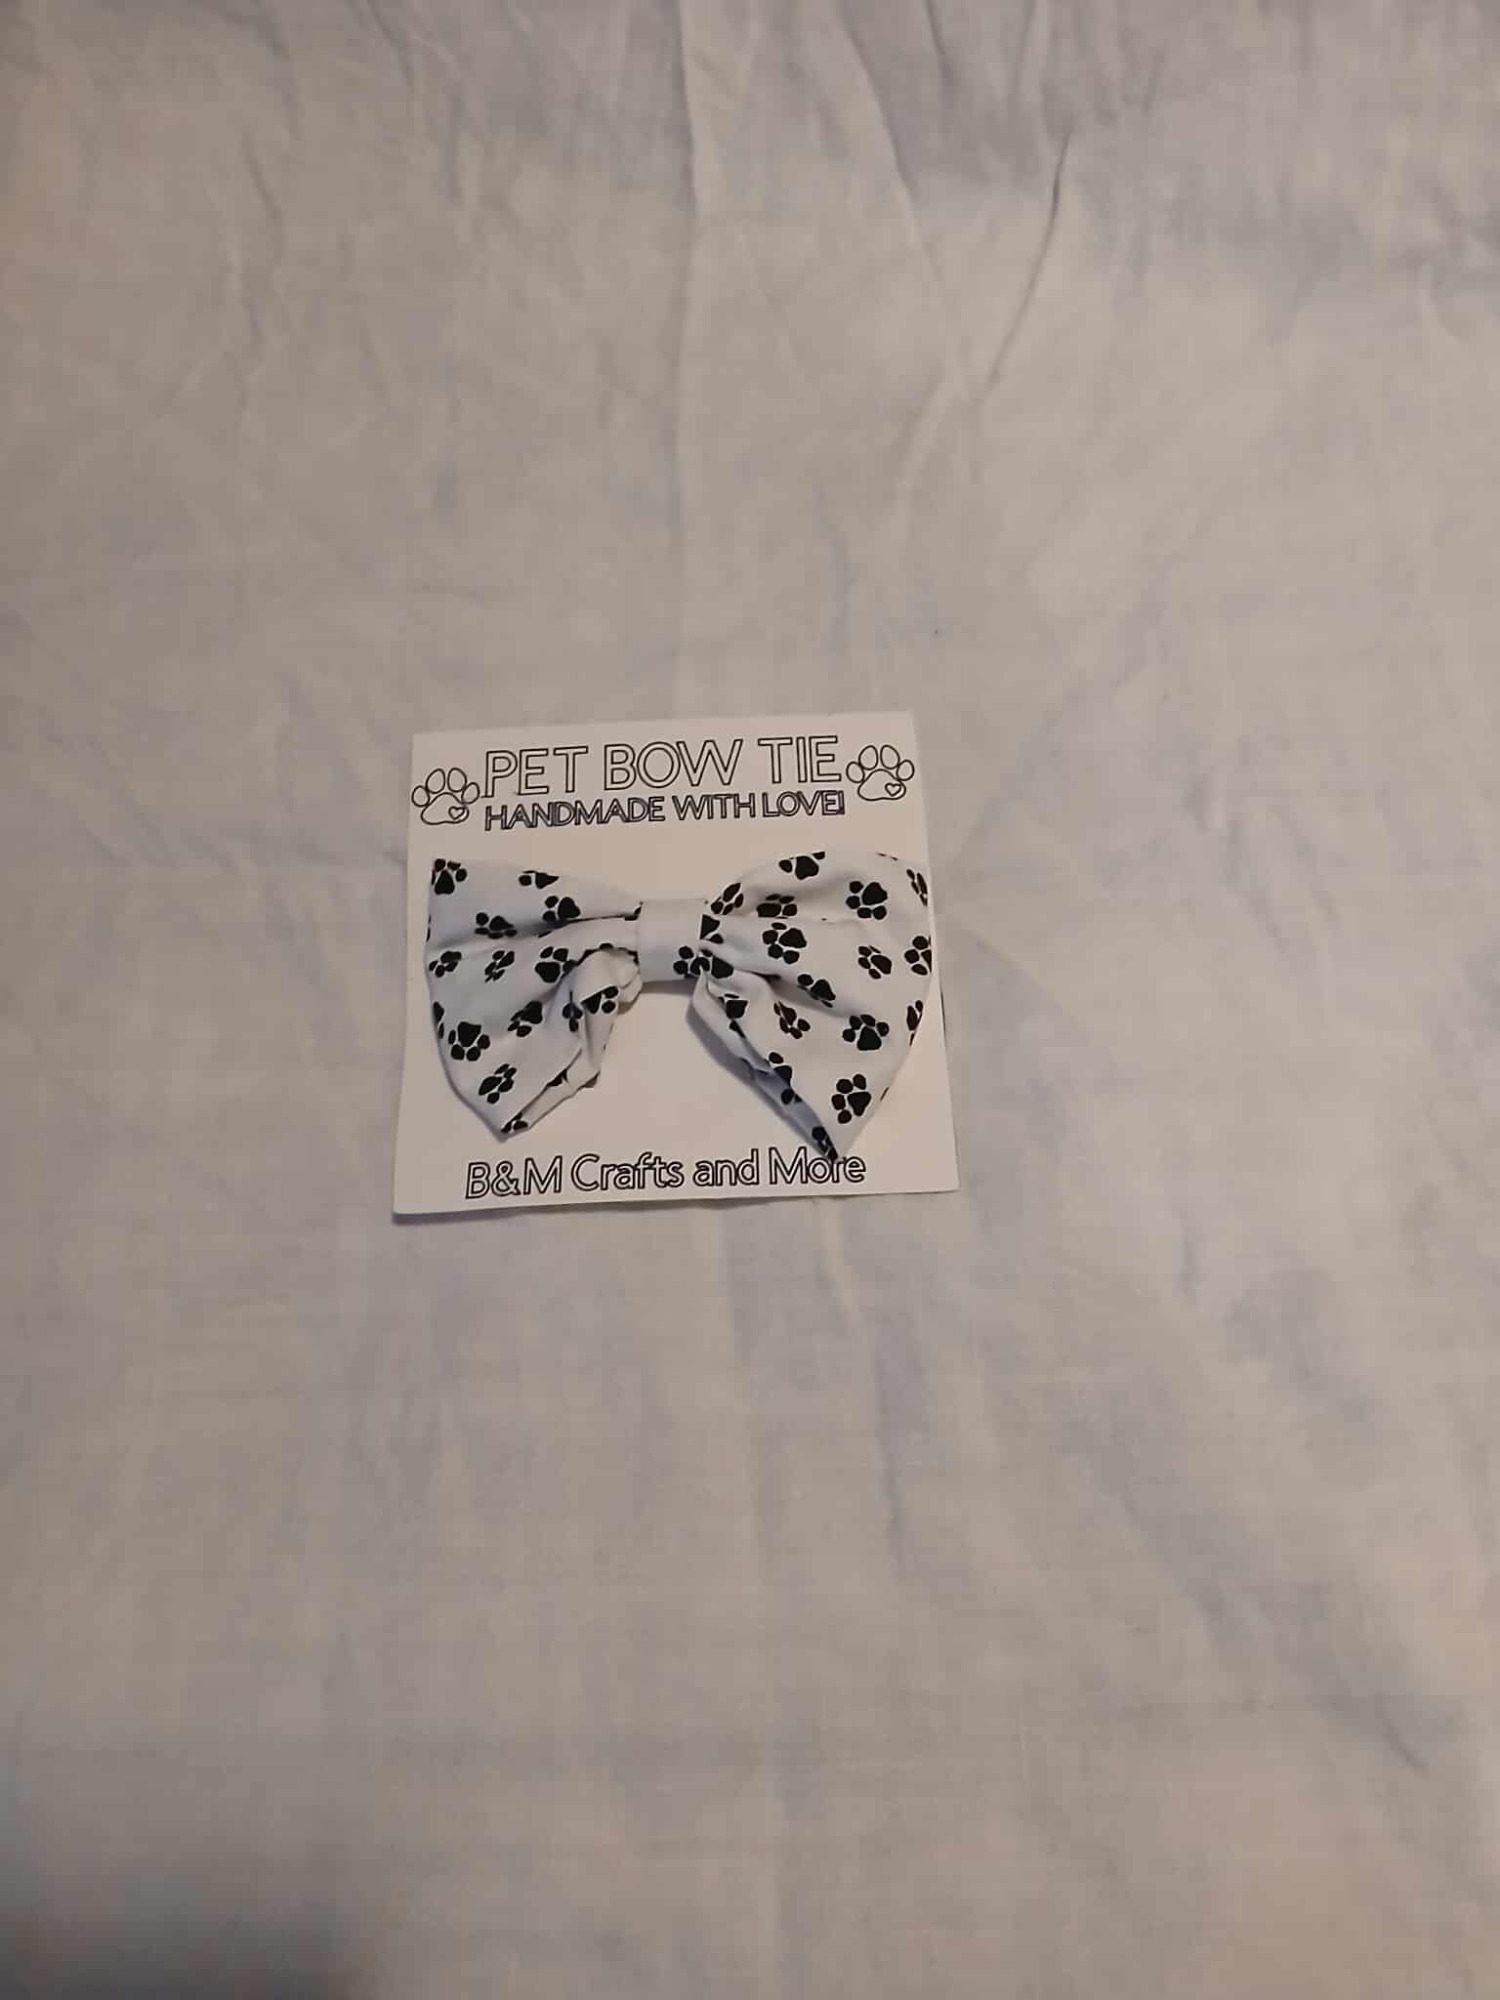 PET BOW TIE
HANDMADE WITH LOVE!
B&M Crafts and More